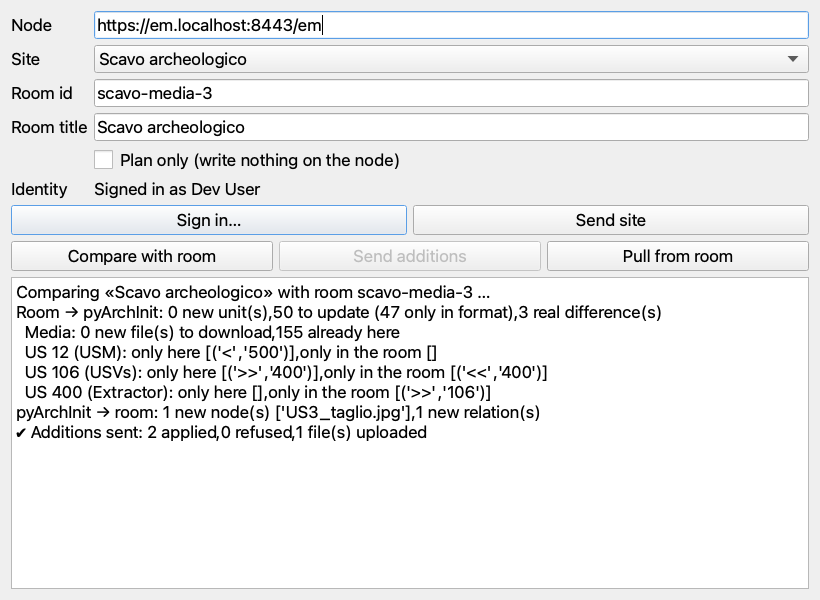 Node https://em.localhost:8443/em
Site Scavo archeologico
Room id scavo-media-3
Room title Scavo archeologico
Plan only (write nothing on the node)
Identity Signed in as Dev User
Sign in... Send site
Compare with room Send additions Pull from room
Comparing «Scavo archeologico» with room scavo-media-3 ...
Room → pyArchInit: 0 new unit(s),50 to update (47 only in format),3 real difference(s)
Media: 0 new file(s) to download,155 already here
US 12 (USM): only here [('<','500')],only in the room []
US 106 (USVs): only here [('>>','400')],only in the room [('<<','400')]
US 400 (Extractor): only here [],only in the room [('>>','106')]
pyArchInit → room: 1 new node(s) ['US3_taglio.jpg'],1 new relation(s)
✔ Additions sent: 2 applied,0 refused,1 file(s) uploaded